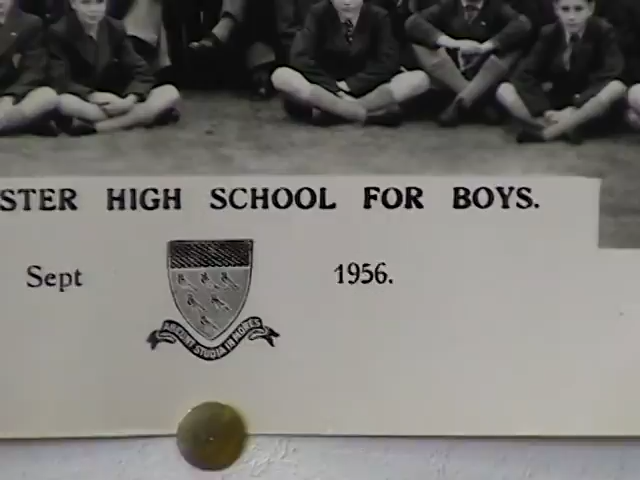 STER HIGH SCHOOL FOR BOYS.
Sept 1956.
ABEUNT STUDIA IN MORES